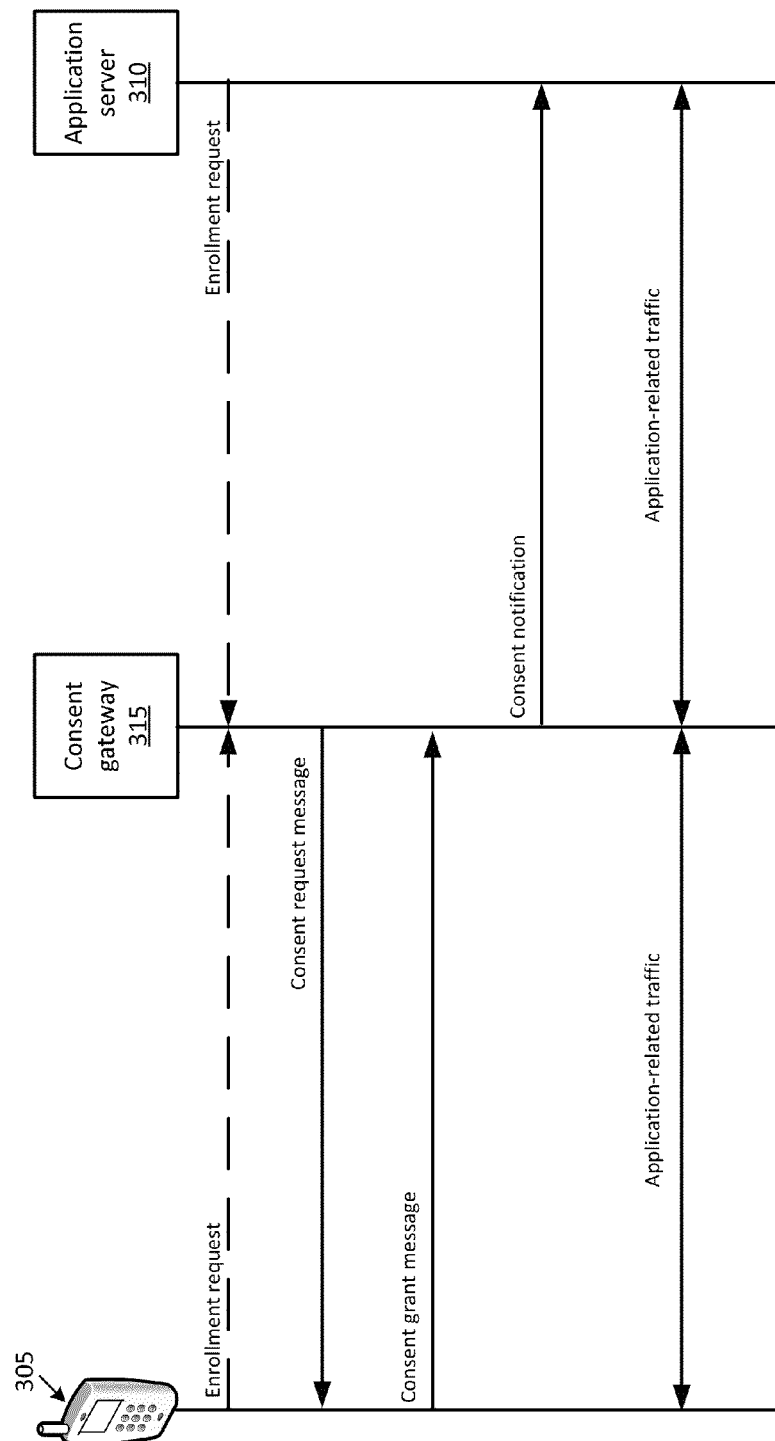 305
Consent
gateway
315
Application
server
310
Enrollment request
Enrollment request
Consent request message
Consent grant message
Consent notification
Application-related traffic
Application-related traffic